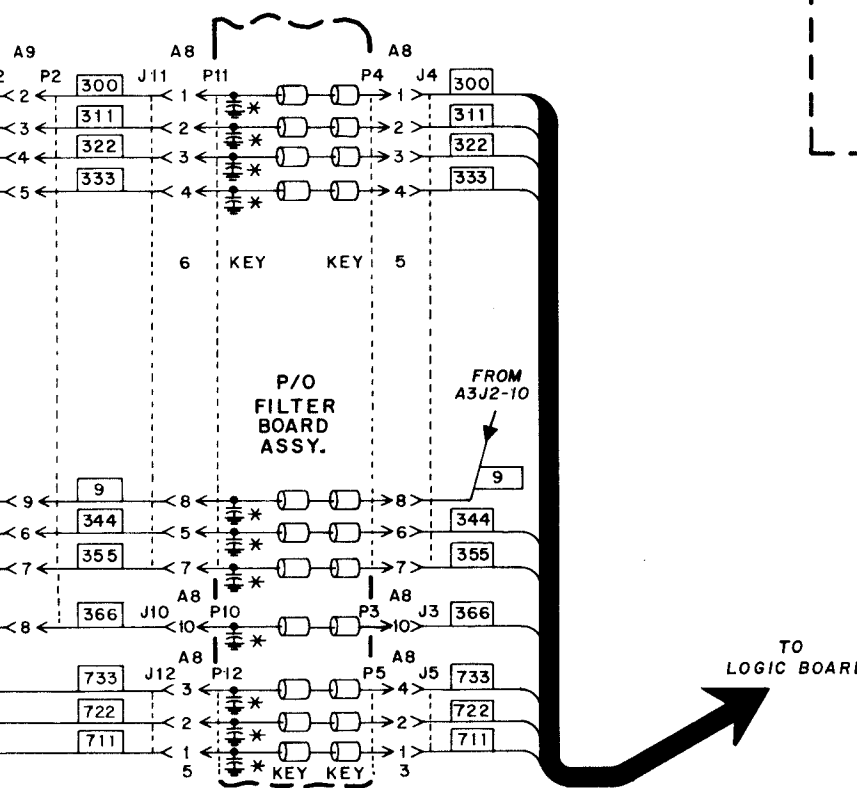 A9 A8 A8
2 P2 J11 P11 P4 J4
2 300 1 * 1 300
3 311 2 * 2 311
4 322 3 * 3 322
5 333 4 * 4 333
6 KEY KEY 5
P/O
FILTER
BOARD
ASSY.
FROM
A3J2-10
9
9 9 8 * 8
6 344 5 * 6 344
7 355 7 * 7 355
A8 A8
J10 P10 P3 J3
8 366 10 * 10 366
A8 A8
J12 P12 P5 J5
733 3 * 4 733
722 2 * 2 722
711 1 * 1 711
5 KEY KEY 3
TO
LOGIC BOARD